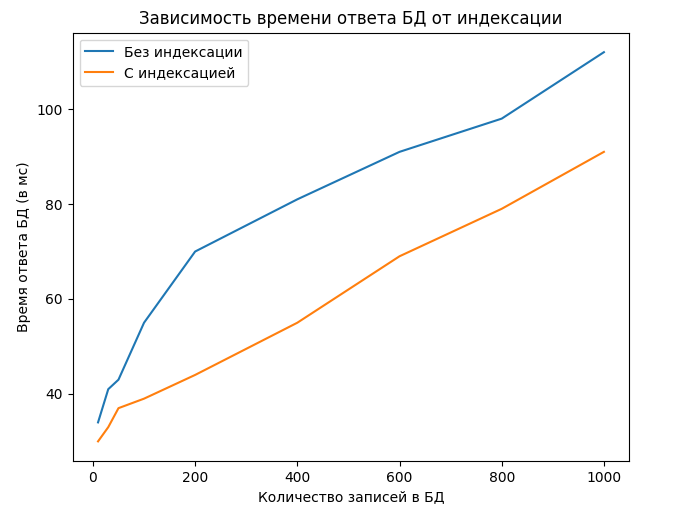 Зависимость времени ответа БД от индексации
Без индексации
С индексацией
100
80
60
40
Время ответа БД (в мс)
0 200 400 600 800 1000
Количество записей в БД